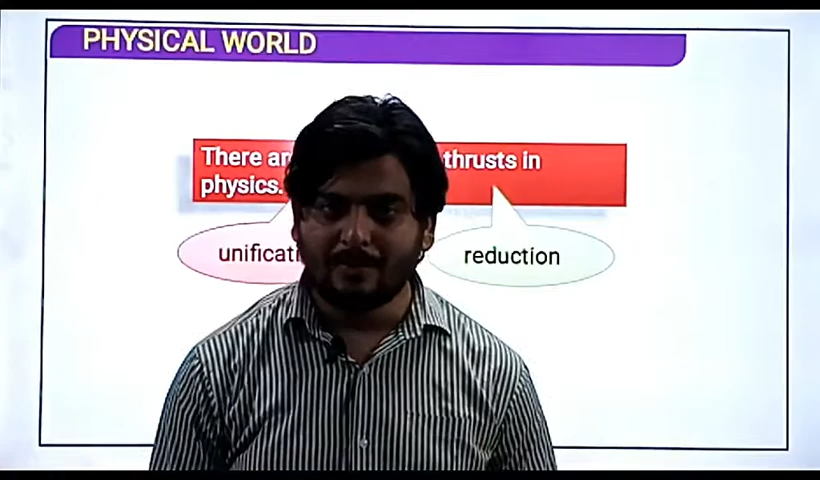 PHYSICAL WORLD
There ar thrusts in
physics.
unificati
reduction